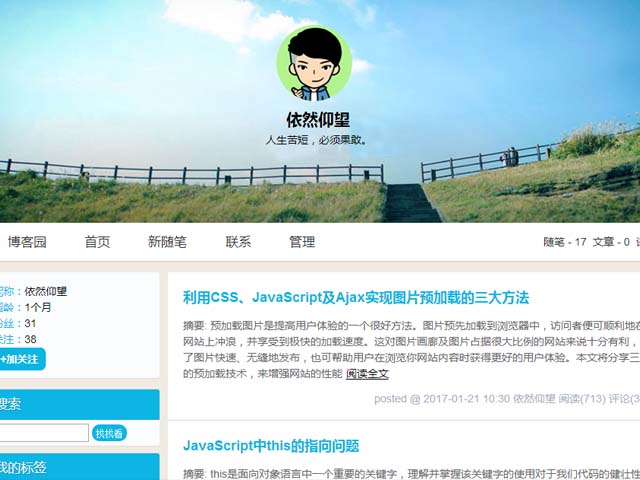 依然仰望
人生苦短，必须果敢。
博客园 首页 新随笔 联系 管理 随笔 - 17 文章 - 0
昵称：依然仰望
园龄：1个月
粉丝：31
关注：38
+加关注
搜索
找找看
我的标签
利用CSS、JavaScript及Ajax实现图片预加载的三大方法
摘要: 预加载图片是提高用户体验的一个很好方法。图片预先加载到浏览器中，访问者便可顺利地在
网站上冲浪，并享受到极快的加载速度。这对图片画廊及图片占据很大比例的网站来说十分有利，
了图片快速、无缝地发布，也可帮助用户在浏览你网站内容时获得更好的用户体验。本文将分享三
的预加载技术，来增强网站的性能 阅读全文
posted @ 2017-01-21 10:30 依然仰望 阅读(713) 评论(3
JavaScript中this的指向问题
摘要: this是面向对象语言中一个重要的关键字，理解并掌握该关键字的使用对于我们代码的健壮性